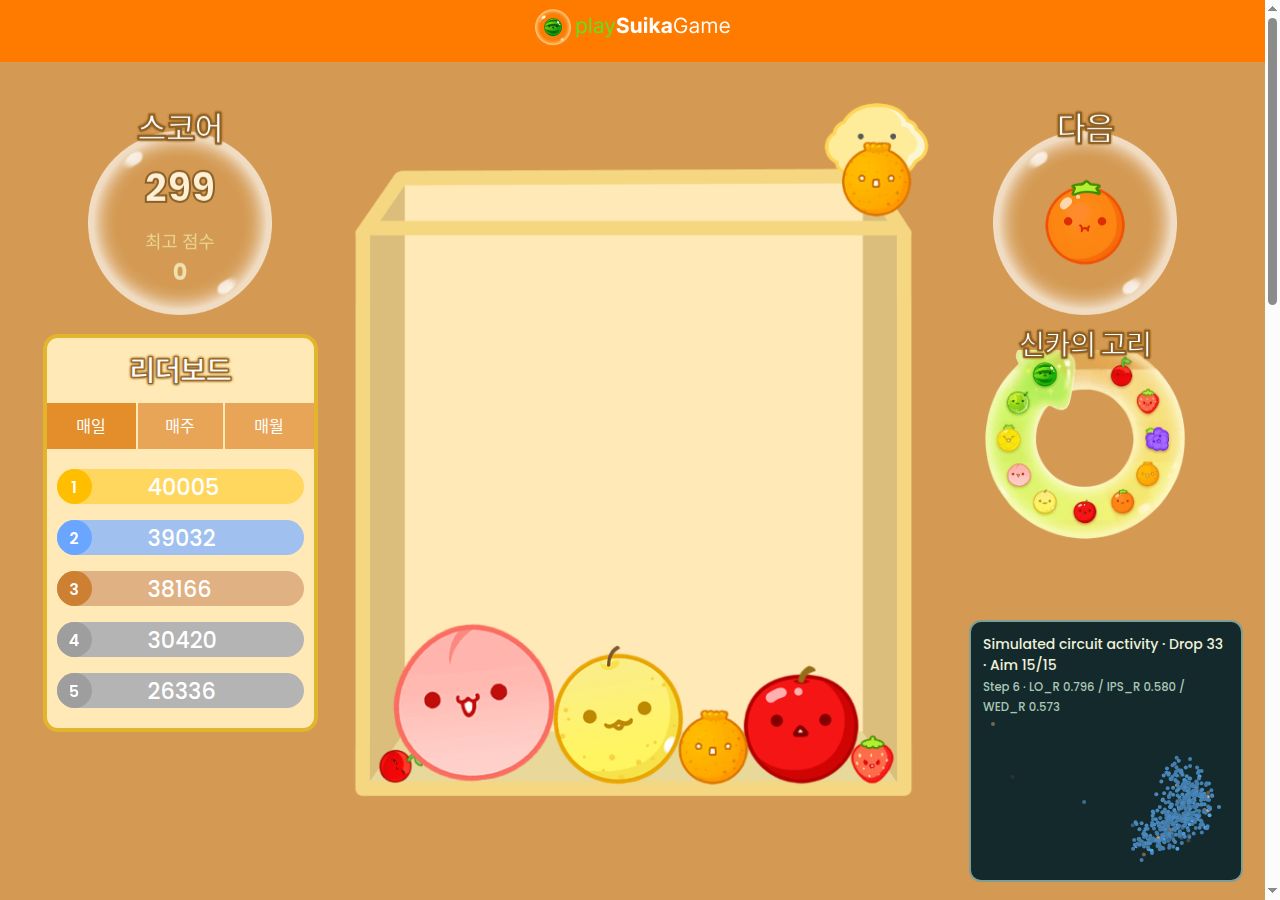 playSuikaGame
스코어
299
최고 점수
0
리더보드
매일 매주 매월
1 40005
2 39032
3 38166
4 30420
5 26336
다음
신카의 고리
Simulated circuit activity · Drop 33
· Aim 15/15
Step 6 · LO_R 0.796 / IPS_R 0.580 /
WED_R 0.573